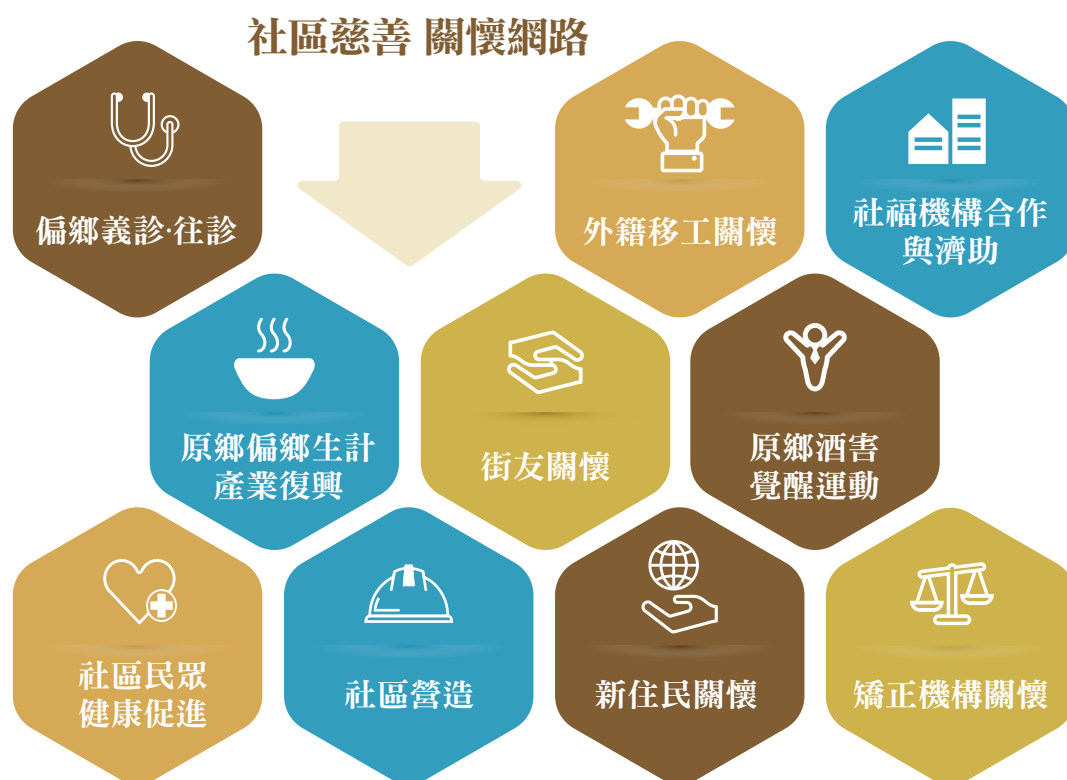 社區慈善 關懷網路
偏鄉義診·往診
外籍移工關懷
社福機構合作
與濟助
原鄉偏鄉生計
產業復興
街友關懷
原鄉酒害
覺醒運動
社區民眾
健康促進
社區營造
新住民關懷
矯正機構關懷